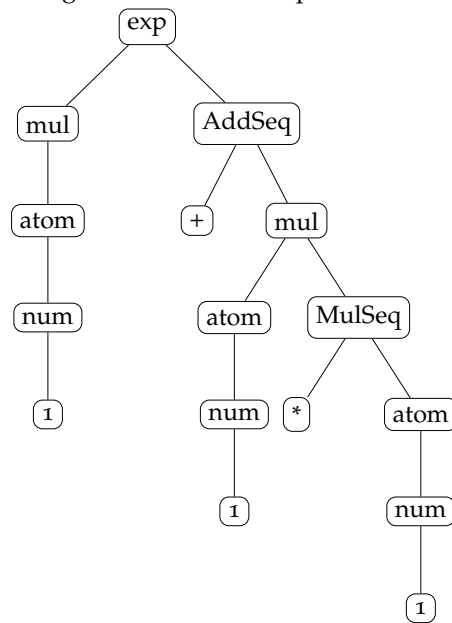 exp
mul AddSeq
atom + mul
num atom MulSeq
1 num * atom
1 num
1